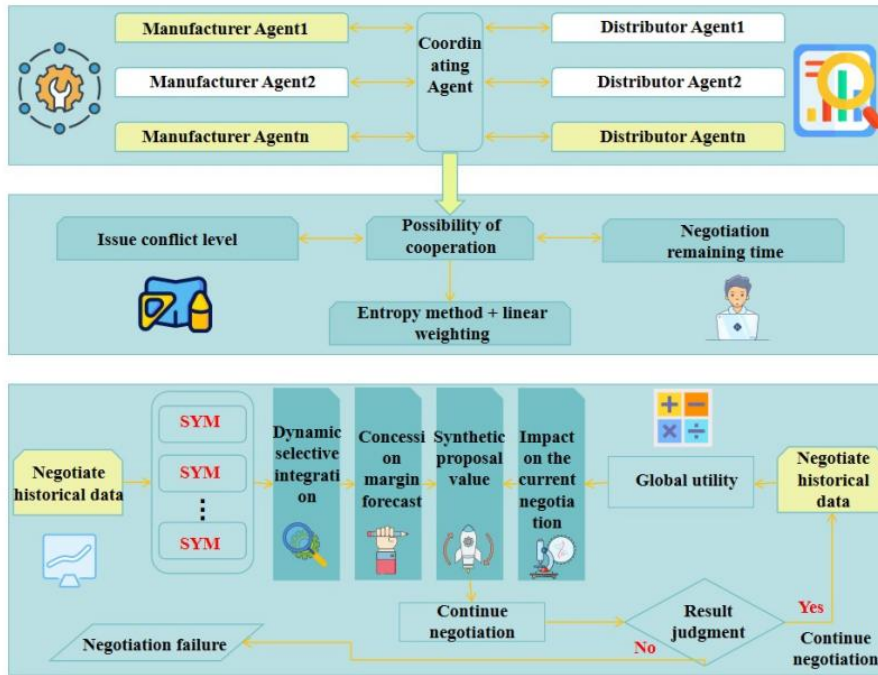 Manufacturer Agent1
Manufacturer Agent2
Manufacturer Agentn
Coordin
ating
Agent
Distributor Agent1
Distributor Agent2
Distributor Agentn
Issue conflict level
Possibility of
cooperation
Negotiation
remaining time
Entropy method + linear
weighting
Negotiate
historical data
SYM
SYM
SYM
Dynamic
selective
integrati
on
Concessi
on
margin
forecast
Synthetic
proposal
value
Impact
on the
current
negotia
tion
Global utility
Negotiate
historical
data
Continue
negotiation
Result
judgment
Yes
Continue
negotiation
No
Negotiation failure